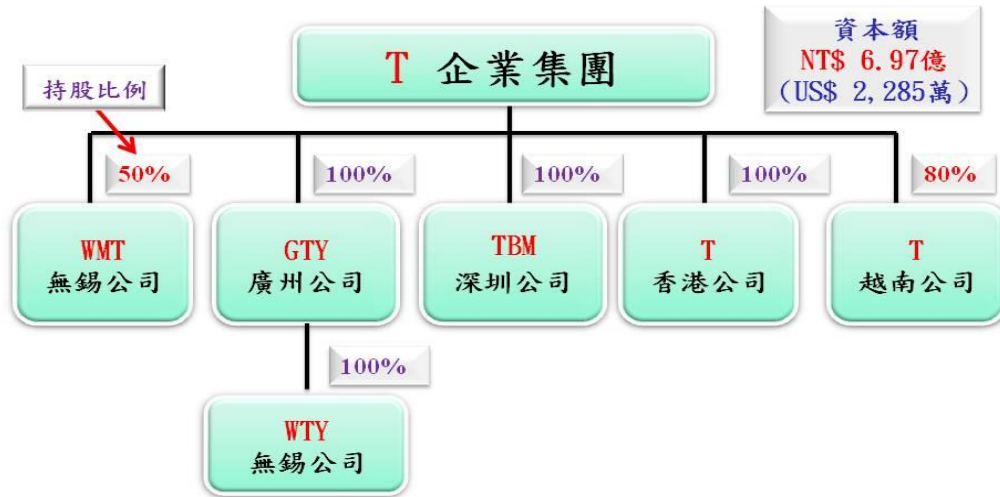 T 企業集團
資本額
NT$ 6.97億
(US$ 2,285萬)
持股比例
50%
100%
100%
100%
80%
WMT
無錫公司
GTY
廣州公司
TBM
深圳公司
T
香港公司
T
越南公司
100%
WTY
無錫公司